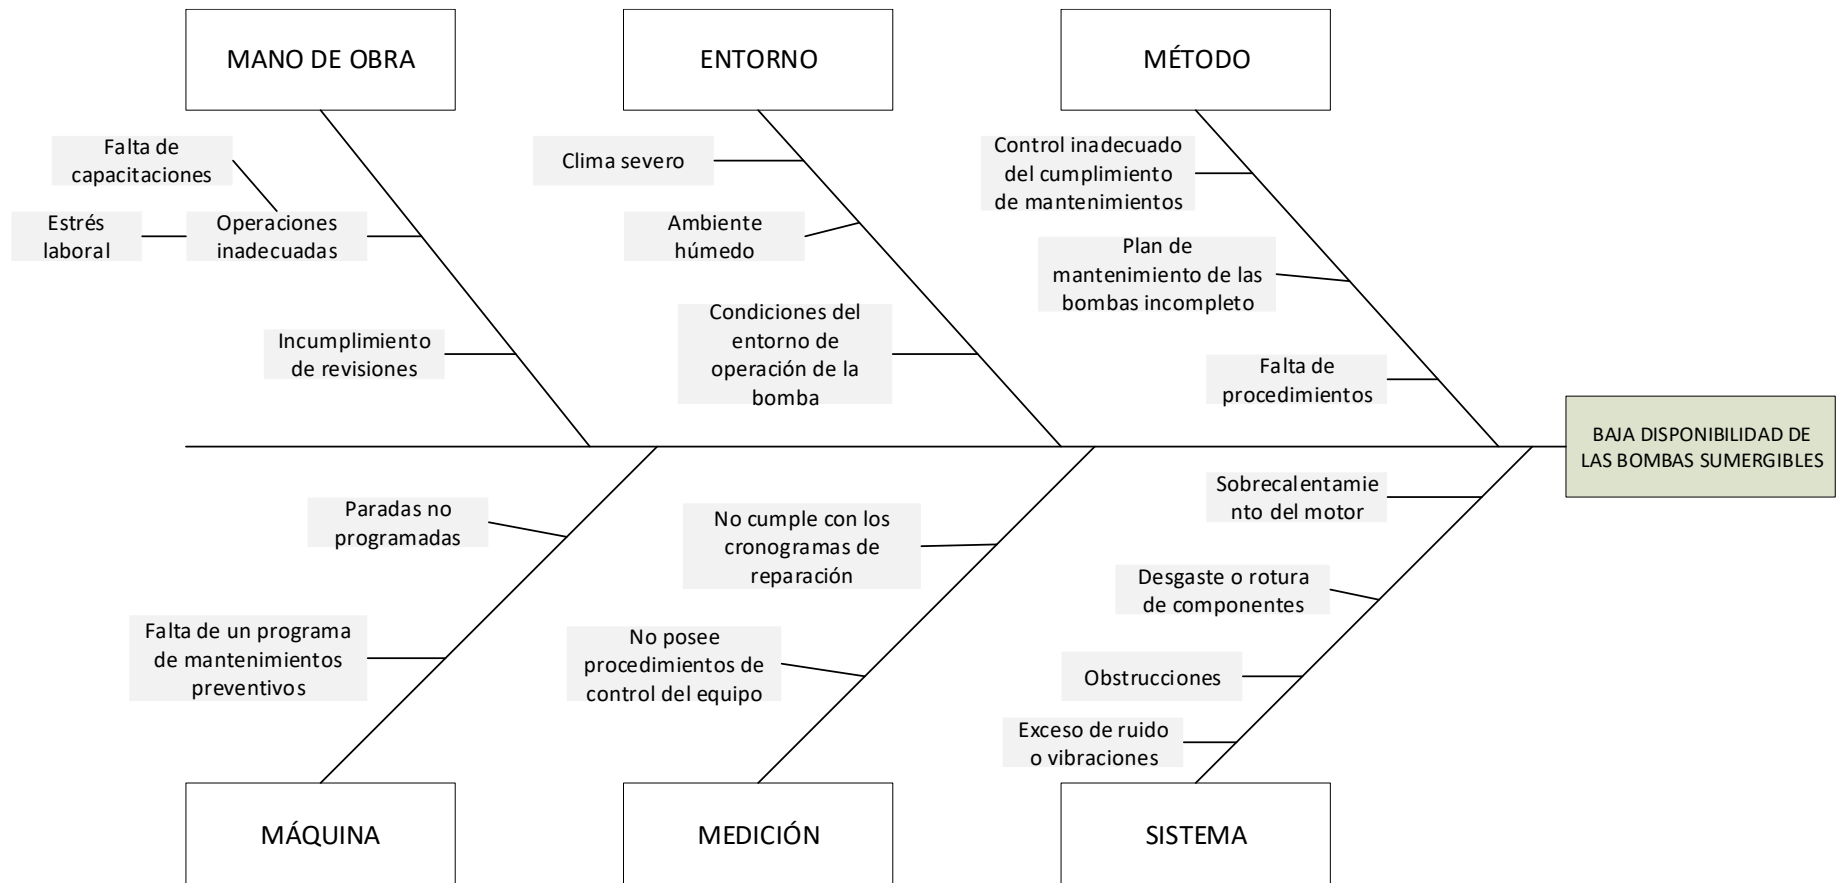 MANO DE OBRA
ENTORNO
MÉTODO
Falta de
capacitaciones
Estrés
laboral
Operaciones
inadecuadas
Incumplimiento
de revisiones
Clima severo
Ambiente
húmedo
Condiciones del
entorno de
operación de la
bomba
Control inadecuado
del cumplimiento
de mantenimientos
Plan de
mantenimiento de las
bombas incompleto
Falta de
procedimientos
BAJA DISPONIBILIDAD DE
LAS BOMBAS SUMERGIBLES
Paradas no
programadas
Falta de un programa
de mantenimientos
preventivos
No cumple con los
cronogramas de
reparación
No posee
procedimientos de
control del equipo
Sobrecalentamie
nto del motor
Desgaste o rotura
de componentes
Obstrucciones
Exceso de ruido
o vibraciones
MÁQUINA
MEDICIÓN
SISTEMA